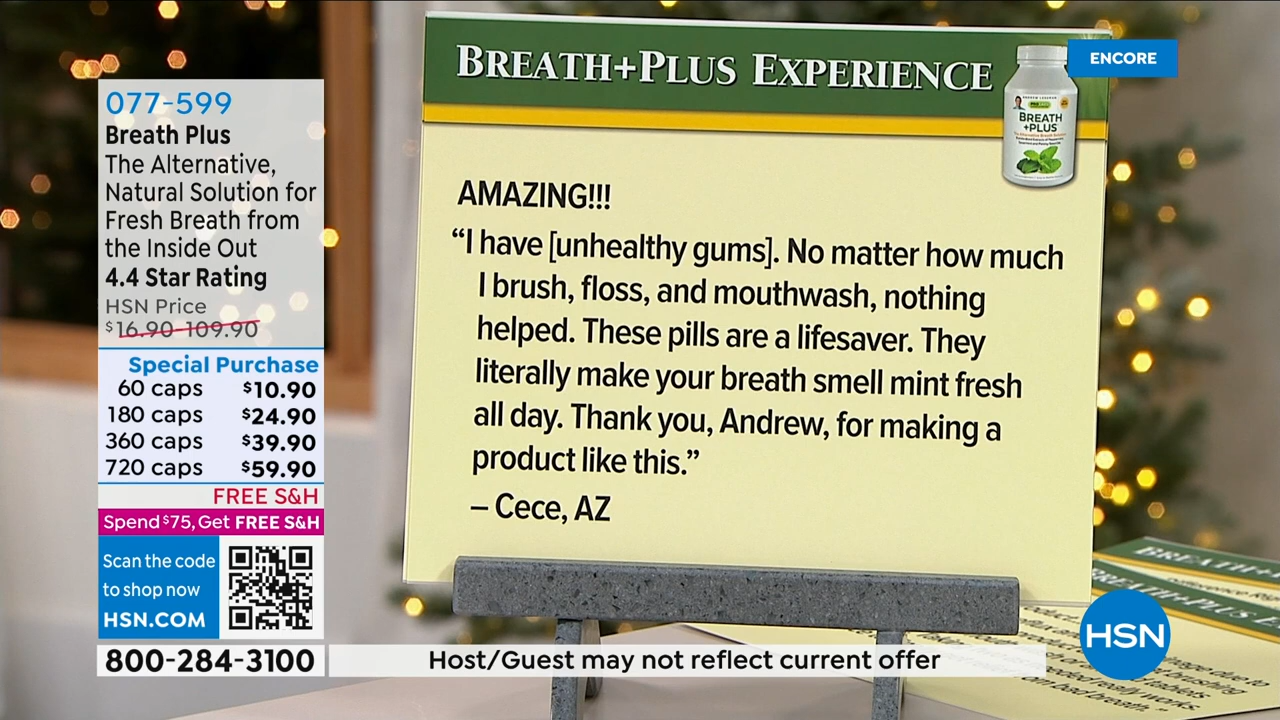 077-599
Breath Plus
The Alternative,
Natural Solution for
Fresh Breath from
the Inside Out
4.4 Star Rating
HSN Price
$16.90-109.90
Special Purchase
60 caps $10.90
180 caps $24.90
360 caps $39.90
720 caps $59.90
FREE S&H
Spend $75, Get FREE S&H
Scan the code
to shop now
HSN.COM
800-284-3100
BREATH+PLUS EXPERIENCE
ENCORE
BREATH
+PLUS
AMAZING!!!
“I have [unhealthy gums]. No matter how much
I brush, floss, and mouthwash, nothing
helped. These pills are a lifesaver. They
literally make your breath smell mint fresh
all day. Thank you, Andrew, for making a
product like this.”
– Cece, AZ
HSN
Host/Guest may not reflect current offer